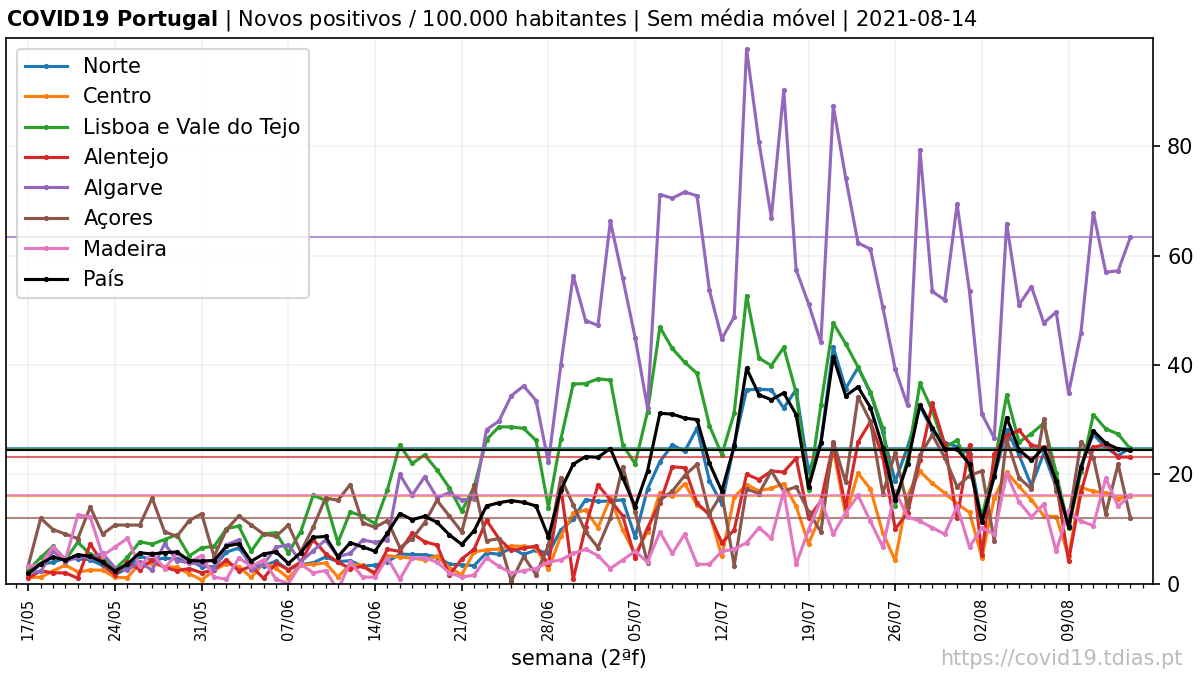 COVID19 Portugal | Novos positivos / 100.000 habitantes | Sem média móvel | 2021-08-14
Norte
Centro
Lisboa e Vale do Tejo
Alentejo
Algarve
Açores
Madeira
País
80
60
40
20
0
17/05 24/05 31/05 07/06 14/06 21/06 28/06 05/07 12/07 19/07 26/07 02/08 09/08
semana (2ªf)
https://covid19.tdias.pt